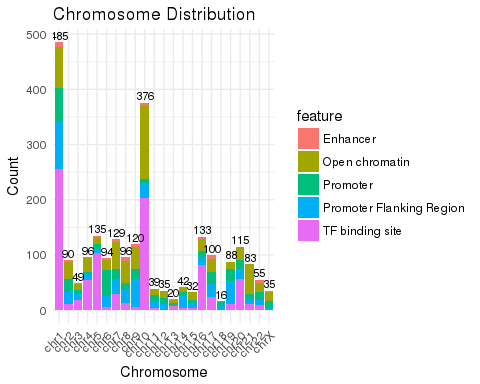 Chromosome Distribution
Count
500
400
300
200
100
0
485
90
49
96
135
94
129
96
120
376
39
35
20
42
32
133
100
16
88
115
83
55
35
chr1
chr2
chr3
chr4
chr5
chr6
chr7
chr8
chr9
chr10
chr11
chr12
chr13
chr14
chr15
chr16
chr17
chr18
chr19
chr20
chr21
chr22
chrX
Chromosome
feature
Enhancer
Open chromatin
Promoter
Promoter Flanking Region
TF binding site